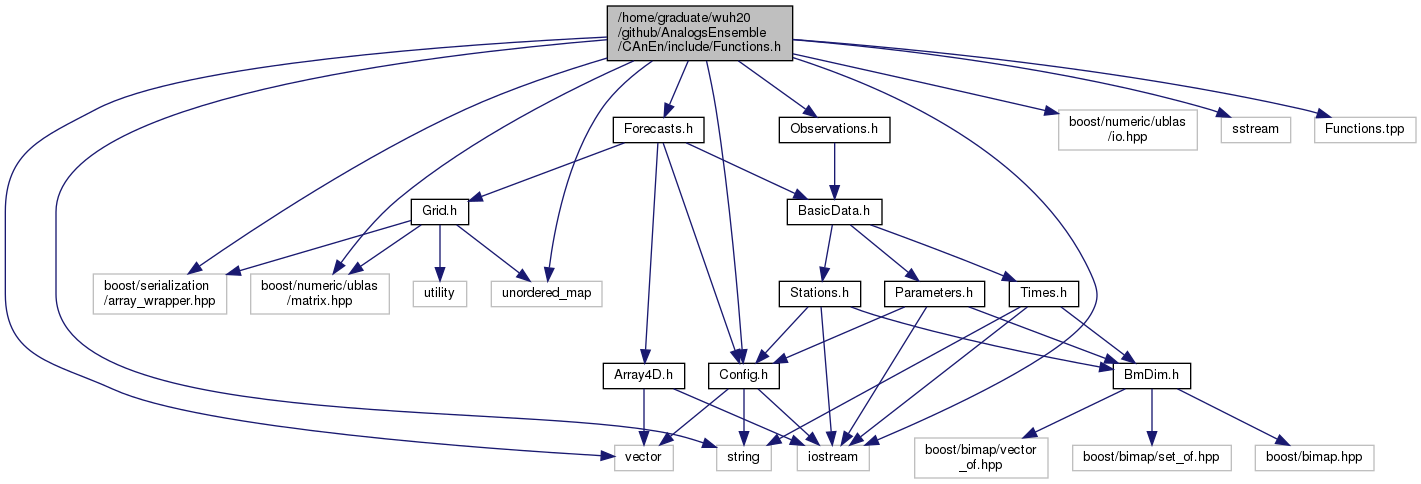 /home/graduate/wuh20
/github/AnalogsEnsemble
/CAnEn/include/Functions.h
Forecasts.h
Observations.h
boost/numeric/ublas
/io.hpp
sstream
Functions.tpp
Grid.h
BasicData.h
boost/serialization
/array_wrapper.hpp
boost/numeric/ublas
/matrix.hpp
utility
unordered_map
Stations.h
Parameters.h
Times.h
Array4D.h
Config.h
BmDim.h
vector
string
iostream
boost/bimap/vector
_of.hpp
boost/bimap/set_of.hpp
boost/bimap.hpp